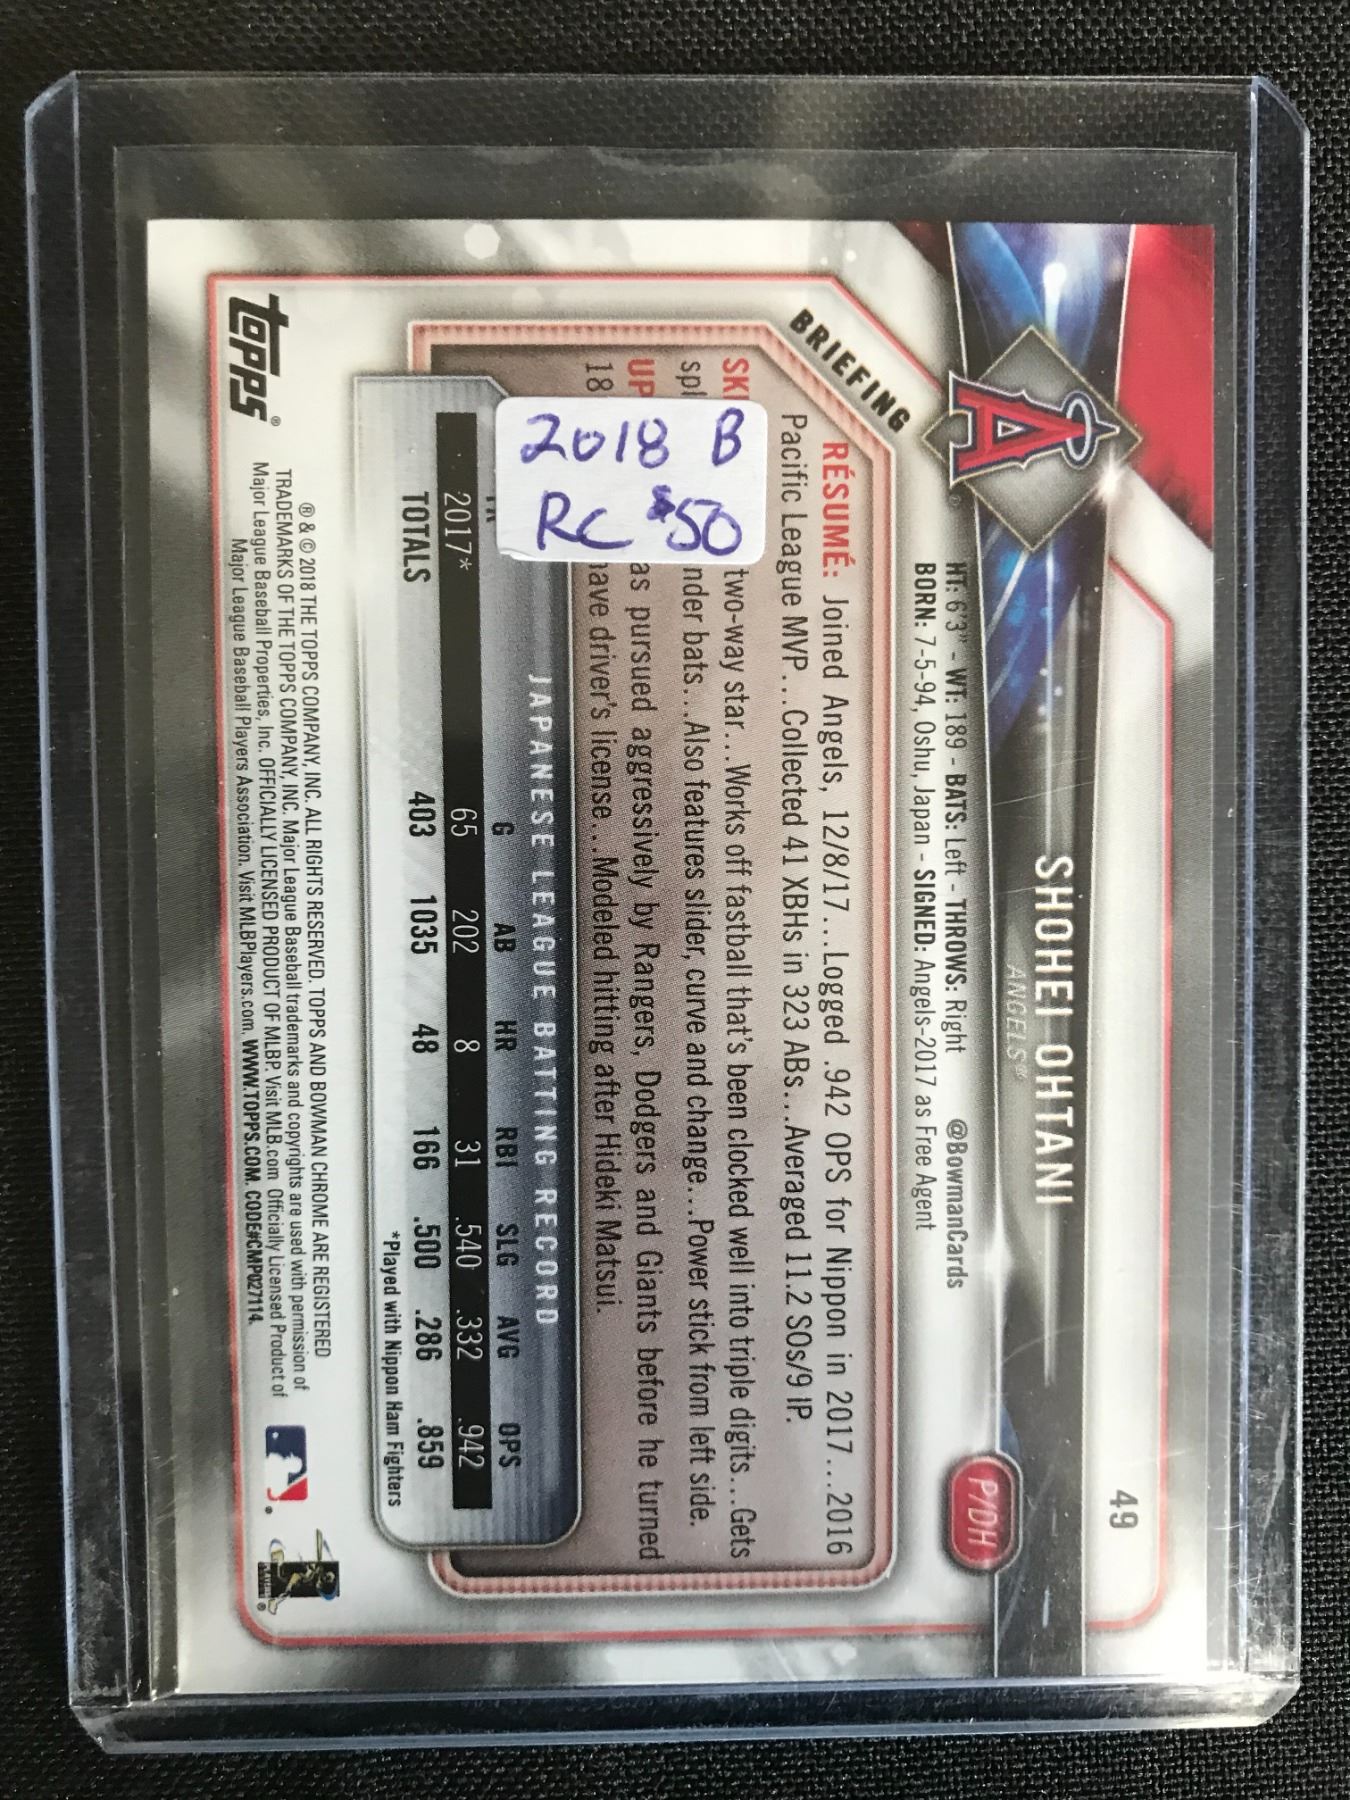 49
SHOHEI OHTANI
ANGELS®
P/DH
HT: 6'3" - WT: 189 - BATS: Left - THROWS: Right @BowmanCards
BORN: 7-5-94, Oshu, Japan - SIGNED: Angels-2017 as Free Agent
BRIEFING
RÉSUMÉ: Joined Angels, 12/8/17...Logged .942 OPS for Nippon in 2017...2016
Pacific League MVP...Collected 41 XBHs in 323 ABs...Averaged 11.2 SOs/9 IP.
SKI two-way star...Works off fastball that's been clocked well into triple digits...Gets
spl nder bats...Also features slider, curve and change...Power stick from left side.
UP as pursued aggressively by Rangers, Dodgers and Giants before he turned
18 have driver's license...Modeled hitting after Hideki Matsui.
2018 B
RC $50
JAPANESE LEAGUE BATTING RECORD
G AB HR RBI SLG AVG OPS
2017* 65 202 8 31 .540 .332 .942
TOTALS 403 1035 48 166 .500 .286 .859
*Played with Nippon Ham Fighters
topps®
® & © 2018 THE TOPPS COMPANY, INC. ALL RIGHTS RESERVED. TOPPS AND BOWMAN CHROME ARE REGISTERED
TRADEMARKS OF THE TOPPS COMPANY, INC. Major League Baseball trademarks and copyrights are used with permission of
Major League Baseball Properties, Inc. OFFICIALLY LICENSED PRODUCT OF MLBP. Visit MLB.com Officially Licensed Product of
Major League Baseball Players Association. Visit MLBPlayers.com. WWW.TOPPS.COM. CODE#CMP027114.